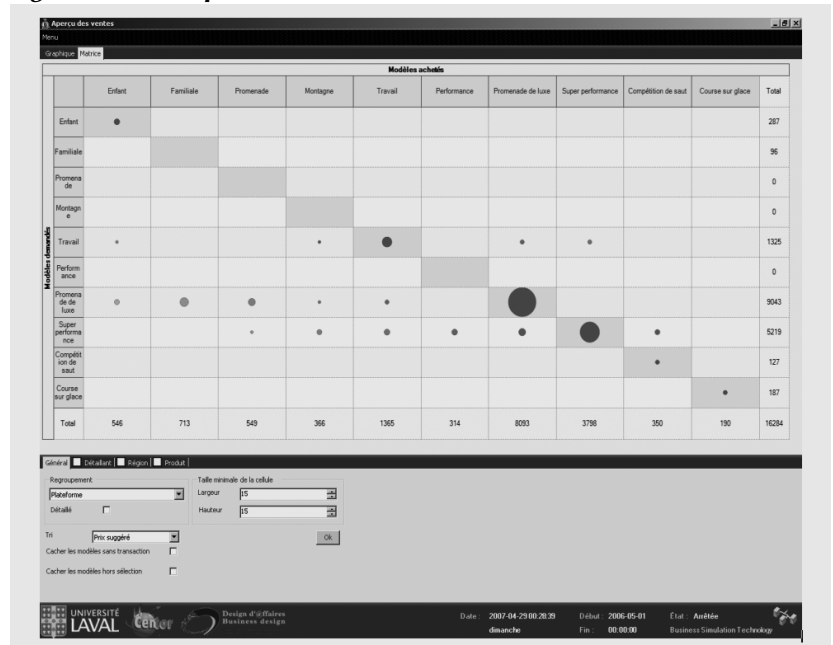 Aperçu des ventes
Menu
Graphique Matrice
Modèles achetés
Enfant Familiale Promenade Montagne Travail Performance Promenade de luxe Super performance Compétition de saut Course sur glace Total
Modèles demandés
Enfant 287
Familiale 96
Promena
de 0
Montagn
e 0
Travail 1325
Perform
ance 0
Promena
de de
luxe 9043
Super
performa
nce 5219
Compétit
ion de
saut 127
Course
sur glace 187
Total 546 713 549 366 1365 314 8093 3798 350 190 16284
Général Détaillant Région Produit
Regroupement Taille minimale de la cellule
Plateforme Largeur 15
Détaillé Hauteur 15
Tri Prix suggéré Ok
Cacher les modèles sans transaction
Cacher les modèles hors sélection
UNIVERSITÉ
LAVAL
Center
Design d'@ffaires
Business design
Date : 2007-04-29 00:28:39 Début : 2006-05-01 État : Arrêtée
dimanche Fin : 00:00:00 Business Simulation Technology